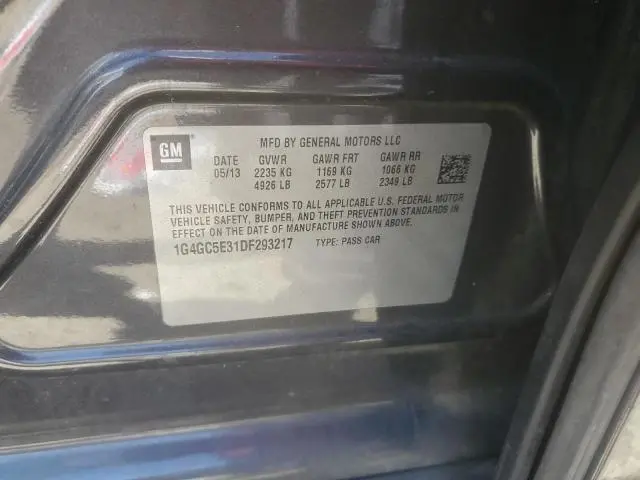 GM
MFD BY GENERAL MOTORS LLC
DATE GVWR GAWR FRT GAWR RR
05/13 2235 KG 1169 KG 1066 KG
4926 LB 2577 LB 2349 LB
THIS VEHICLE CONFORMS TO ALL APPLICABLE U.S. FEDERAL MOTOR
VEHICLE SAFETY, BUMPER, AND THEFT PREVENTION STANDARDS IN
EFFECT ON THE DATE OF MANUFACTURE SHOWN ABOVE.
1G4GC5E31DF293217 TYPE: PASS CAR